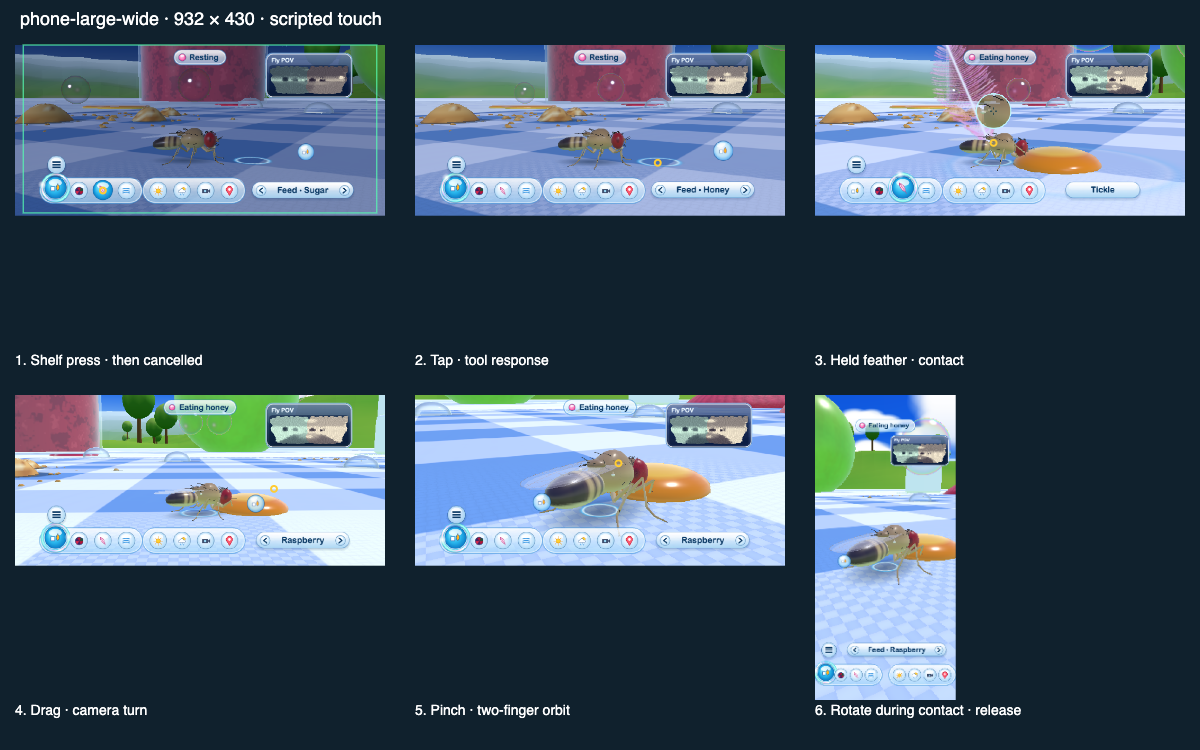 phone-large-wide · 932 × 430 · scripted touch
Resting
Fly POV
Feed • Sugar
Resting
Fly POV
Feed • Honey
Eating honey
Fly POV
Tickle
1. Shelf press · then cancelled
2. Tap · tool response
3. Held feather · contact
Eating honey
Fly POV
Raspberry
Eating honey
Fly POV
Raspberry
Eating honey
Fly POV
Feed • Raspberry
4. Drag · camera turn
5. Pinch · two-finger orbit
6. Rotate during contact · release